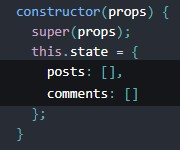 constructor(props) {
  super(props);
  this.state = {
    posts: [],
    comments: []
  };
}